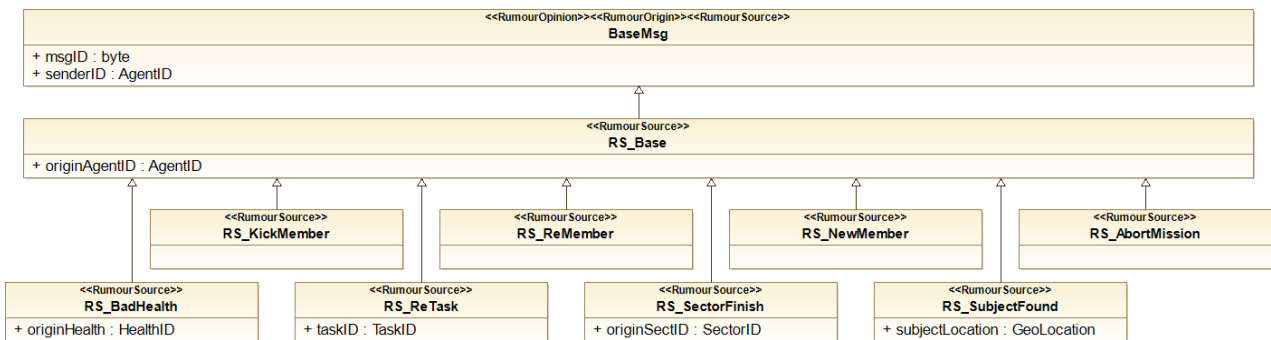 <<RumourOpinion>><<RumourOrigin>><<RumourSource>>
BaseMsg
+ msgID : byte
+ senderID : AgentID
<<RumourSource>>
RS_Base
+ originAgentID : AgentID
<<RumourSource>>
RS_KickMember
<<RumourSource>>
RS_ReMember
<<RumourSource>>
RS_NewMember
<<RumourSource>>
RS_AbortMission
<<RumourSource>>
RS_BadHealth
+ originHealth : HealthID
<<RumourSource>>
RS_ReTask
+ taskID : TaskID
<<RumourSource>>
RS_SectorFinish
+ originSectID : SectorID
<<RumourSource>>
RS_SubjectFound
+ subjectLocation : GeoLocation